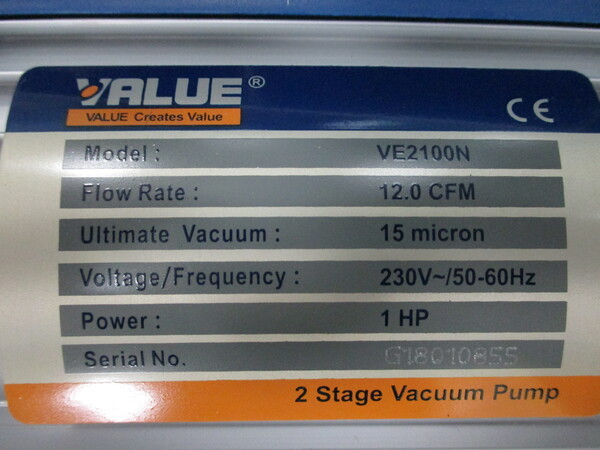 VALUE®
VALUE Creates Value
CE
Model : VE2100N
Flow Rate : 12.0 CFM
Ultimate Vacuum : 15 micron
Voltage/Frequency : 230V~/50-60Hz
Power : 1 HP
Serial No. G18010855
2 Stage Vacuum Pump